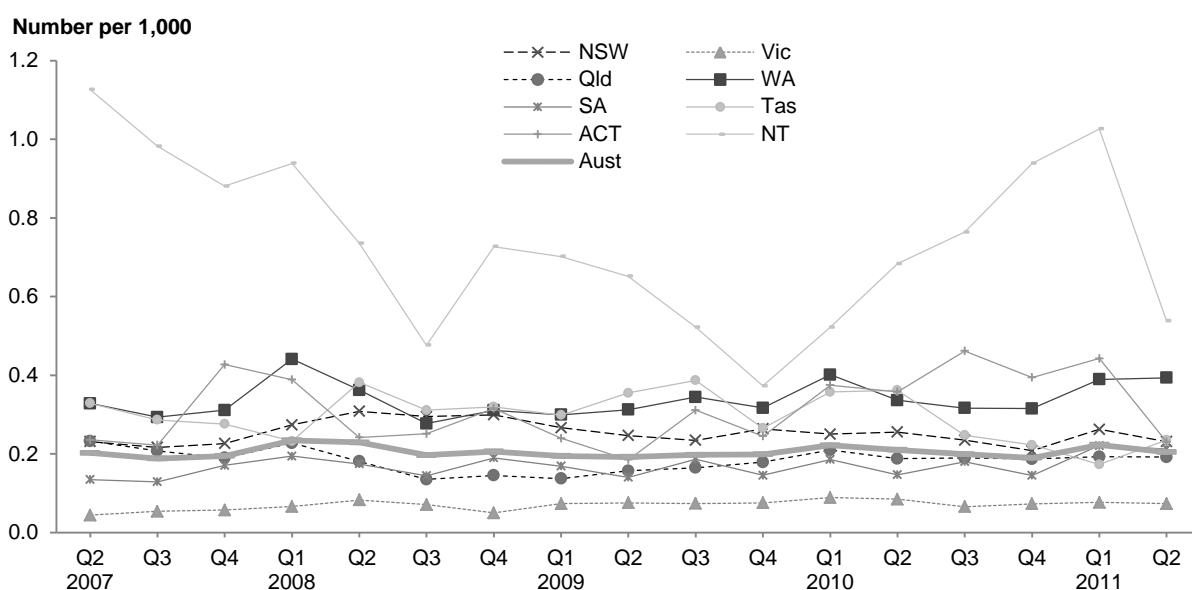 Number per 1,000
1.2
1.0
0.8
0.6
0.4
0.2
0.0
NSW Vic
Qld WA
SA Tas
ACT NT
Aust
Q2 Q3 Q4 Q1 Q2 Q3 Q4 Q1 Q2 Q3 Q4 Q1 Q2 Q3 Q4 Q1 Q2
2007 2008 2009 2010 2011